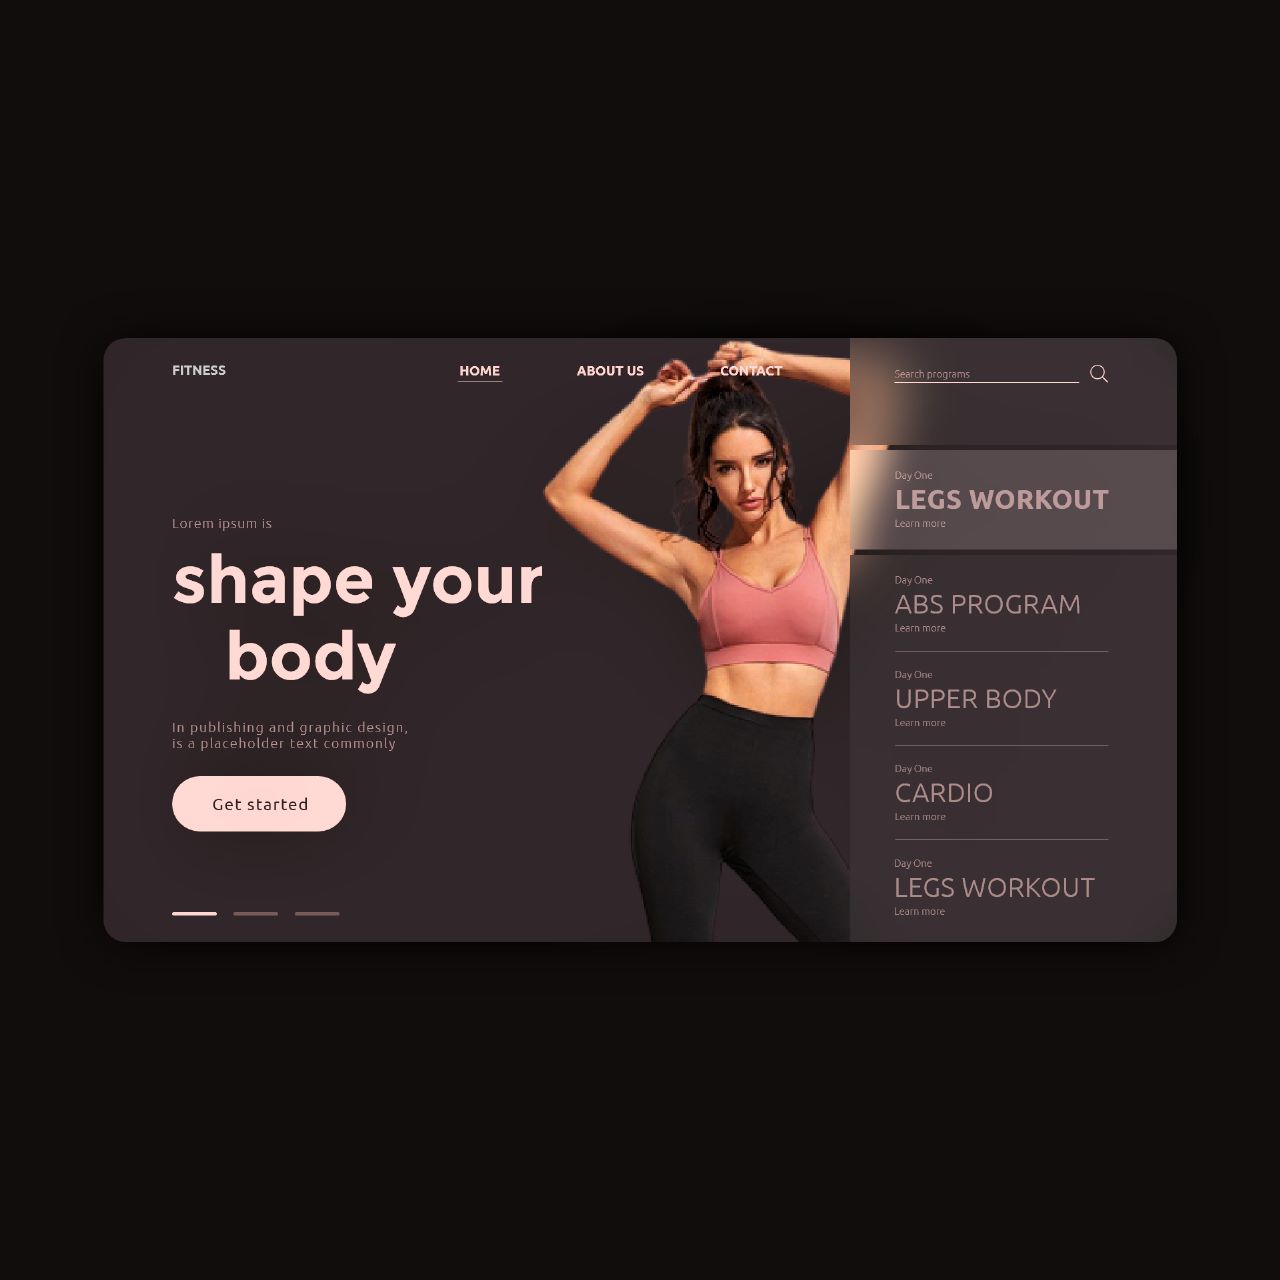 FITNESS
HOME
ABOUT US
CONTACT
Search programs
Lorem ipsum is
shape your
body
In publishing and graphic design,
is a placeholder text commonly
Get started
Day One
LEGS WORKOUT
Learn more
Day One
ABS PROGRAM
Learn more
Day One
UPPER BODY
Learn more
Day One
CARDIO
Learn more
Day One
LEGS WORKOUT
Learn more